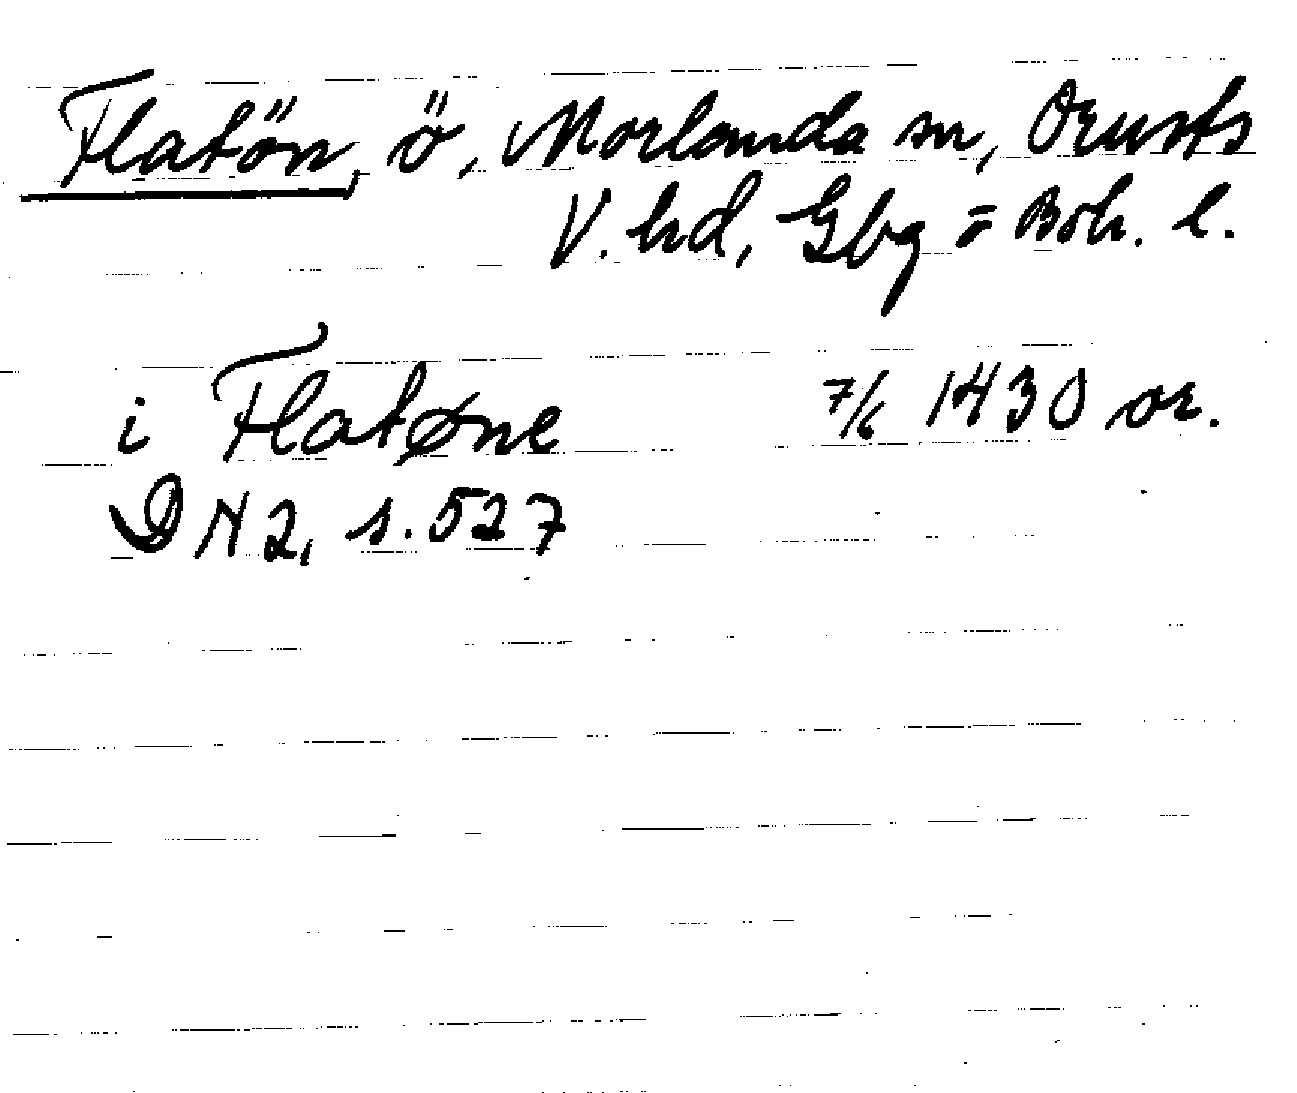 Flatön, ö, Morlanda sn, Orusts
V. hd, Gbg o Boh. l.
i Flatøne 7/6 1430 or.
DN 2, s. 527